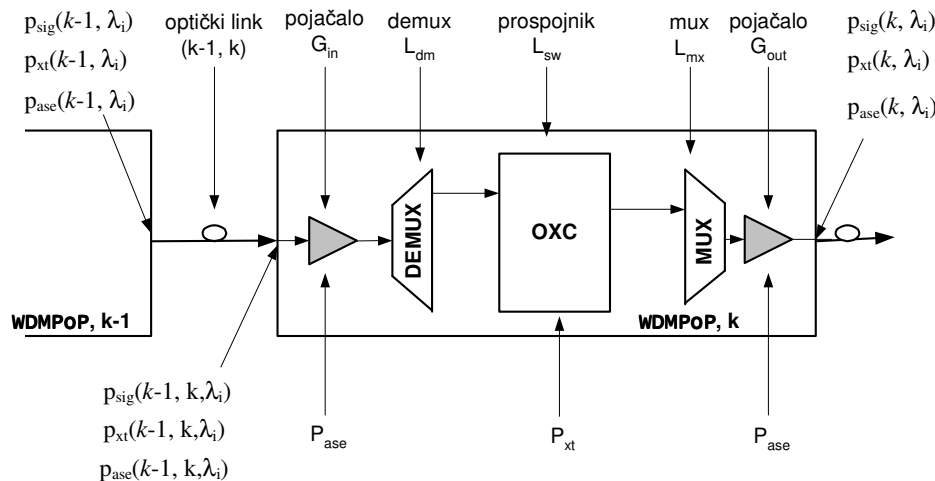 p_sig(k-1, λ_i)
p_xt(k-1, λ_i)
p_ase(k-1, λ_i)
optički link
(k-1, k)
pojačalo
G_in
demux
L_dm
prospojnik
L_sw
mux
L_mx
pojačalo
G_out
p_sig(k, λ_i)
p_xt(k, λ_i)
p_ase(k, λ_i)
DEMUX
OXC
MUX
WDMPoP, k-1
WDMPoP, k
p_sig(k-1, k,λ_i)
p_xt(k-1, k,λ_i)
p_ase(k-1, k,λ_i)
P_ase
P_xt
P_ase